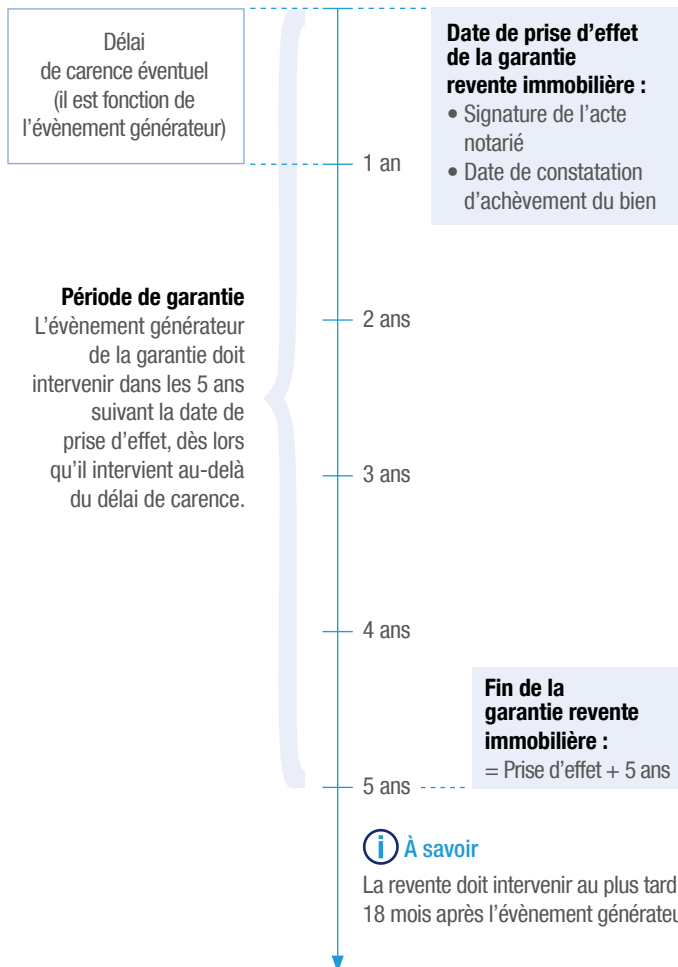 Délai
de carence éventuel
(il est fonction de
l’évènement générateur)
Date de prise d’effet
de la garantie
revente immobilière :
• Signature de l’acte
notarié
• Date de constatation
d’achèvement du bien
1 an
Période de garantie
L’évènement générateur
de la garantie doit
intervenir dans les 5 ans
suivant la date de
prise d’effet, dès lors
qu’il intervient au-delà
du délai de carence.
2 ans
3 ans
4 ans
Fin de la
garantie revente
immobilière :
= Prise d’effet + 5 ans
5 ans
i À savoir
La revente doit intervenir au plus tard
18 mois après l’évènement générateu